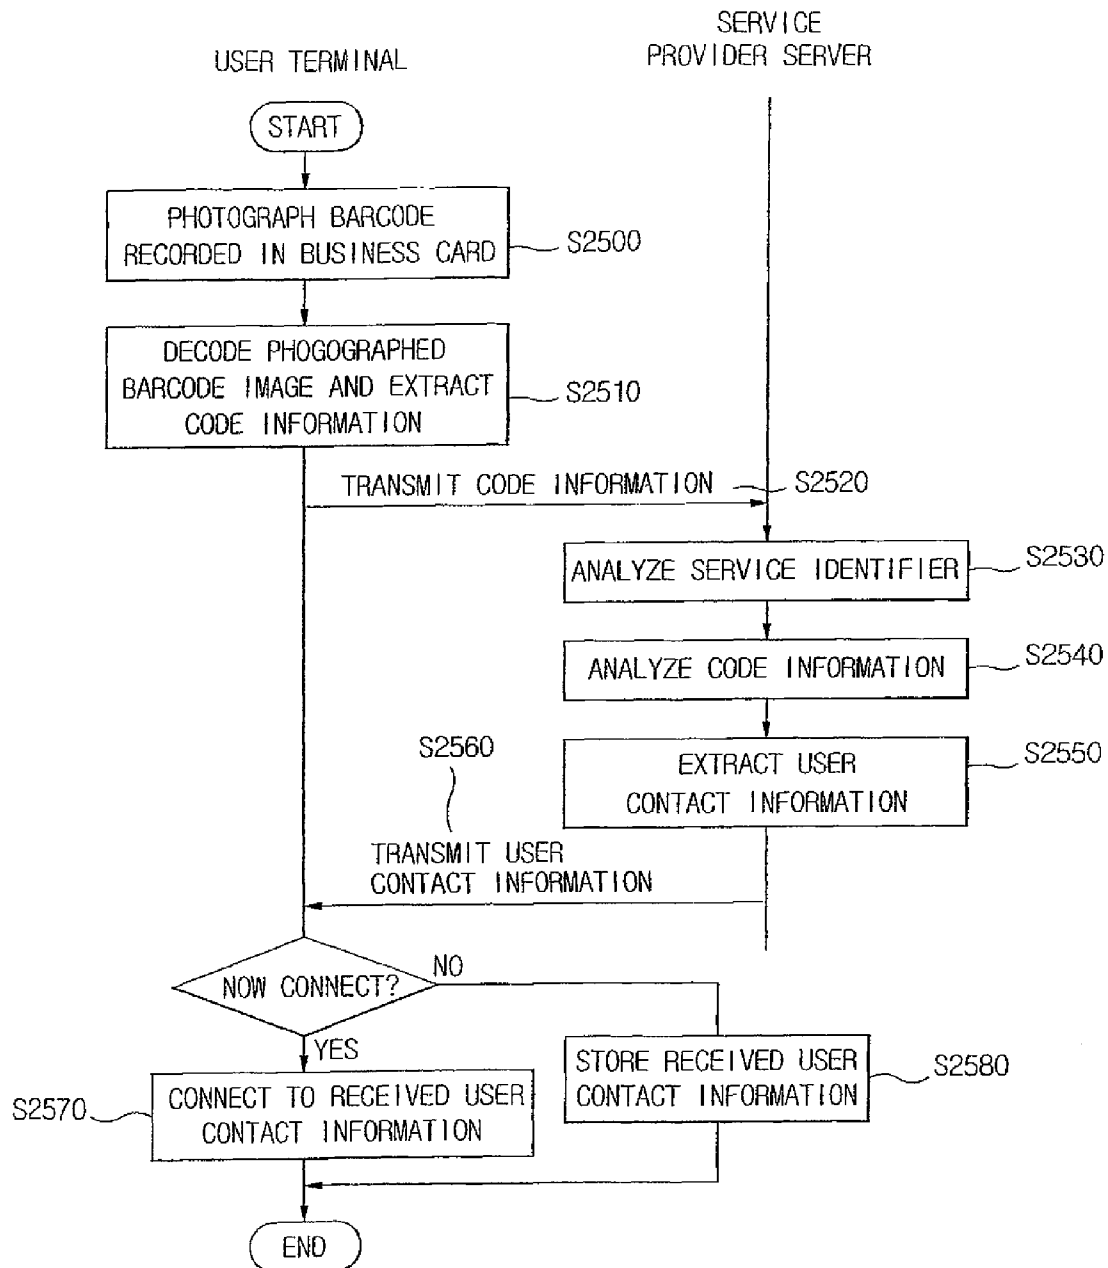 USER TERMINAL
SERVICE
PROVIDER SERVER
START
PHOTOGRAPH BARCODE
RECORDED IN BUSINESS CARD
S2500
DECODE PHOGOGRAPHED
BARCODE IMAGE AND EXTRACT
CODE INFORMATION
S2510
TRANSMIT CODE INFORMATION
S2520
ANALYZE SERVICE IDENTIFIER
S2530
ANALYZE CODE INFORMATION
S2540
EXTRACT USER
CONTACT INFORMATION
S2550
S2560
TRANSMIT USER
CONTACT INFORMATION
NOW CONNECT?
NO
YES
STORE RECEIVED USER
CONTACT INFORMATION
S2580
S2570
CONNECT TO RECEIVED USER
CONTACT INFORMATION
END